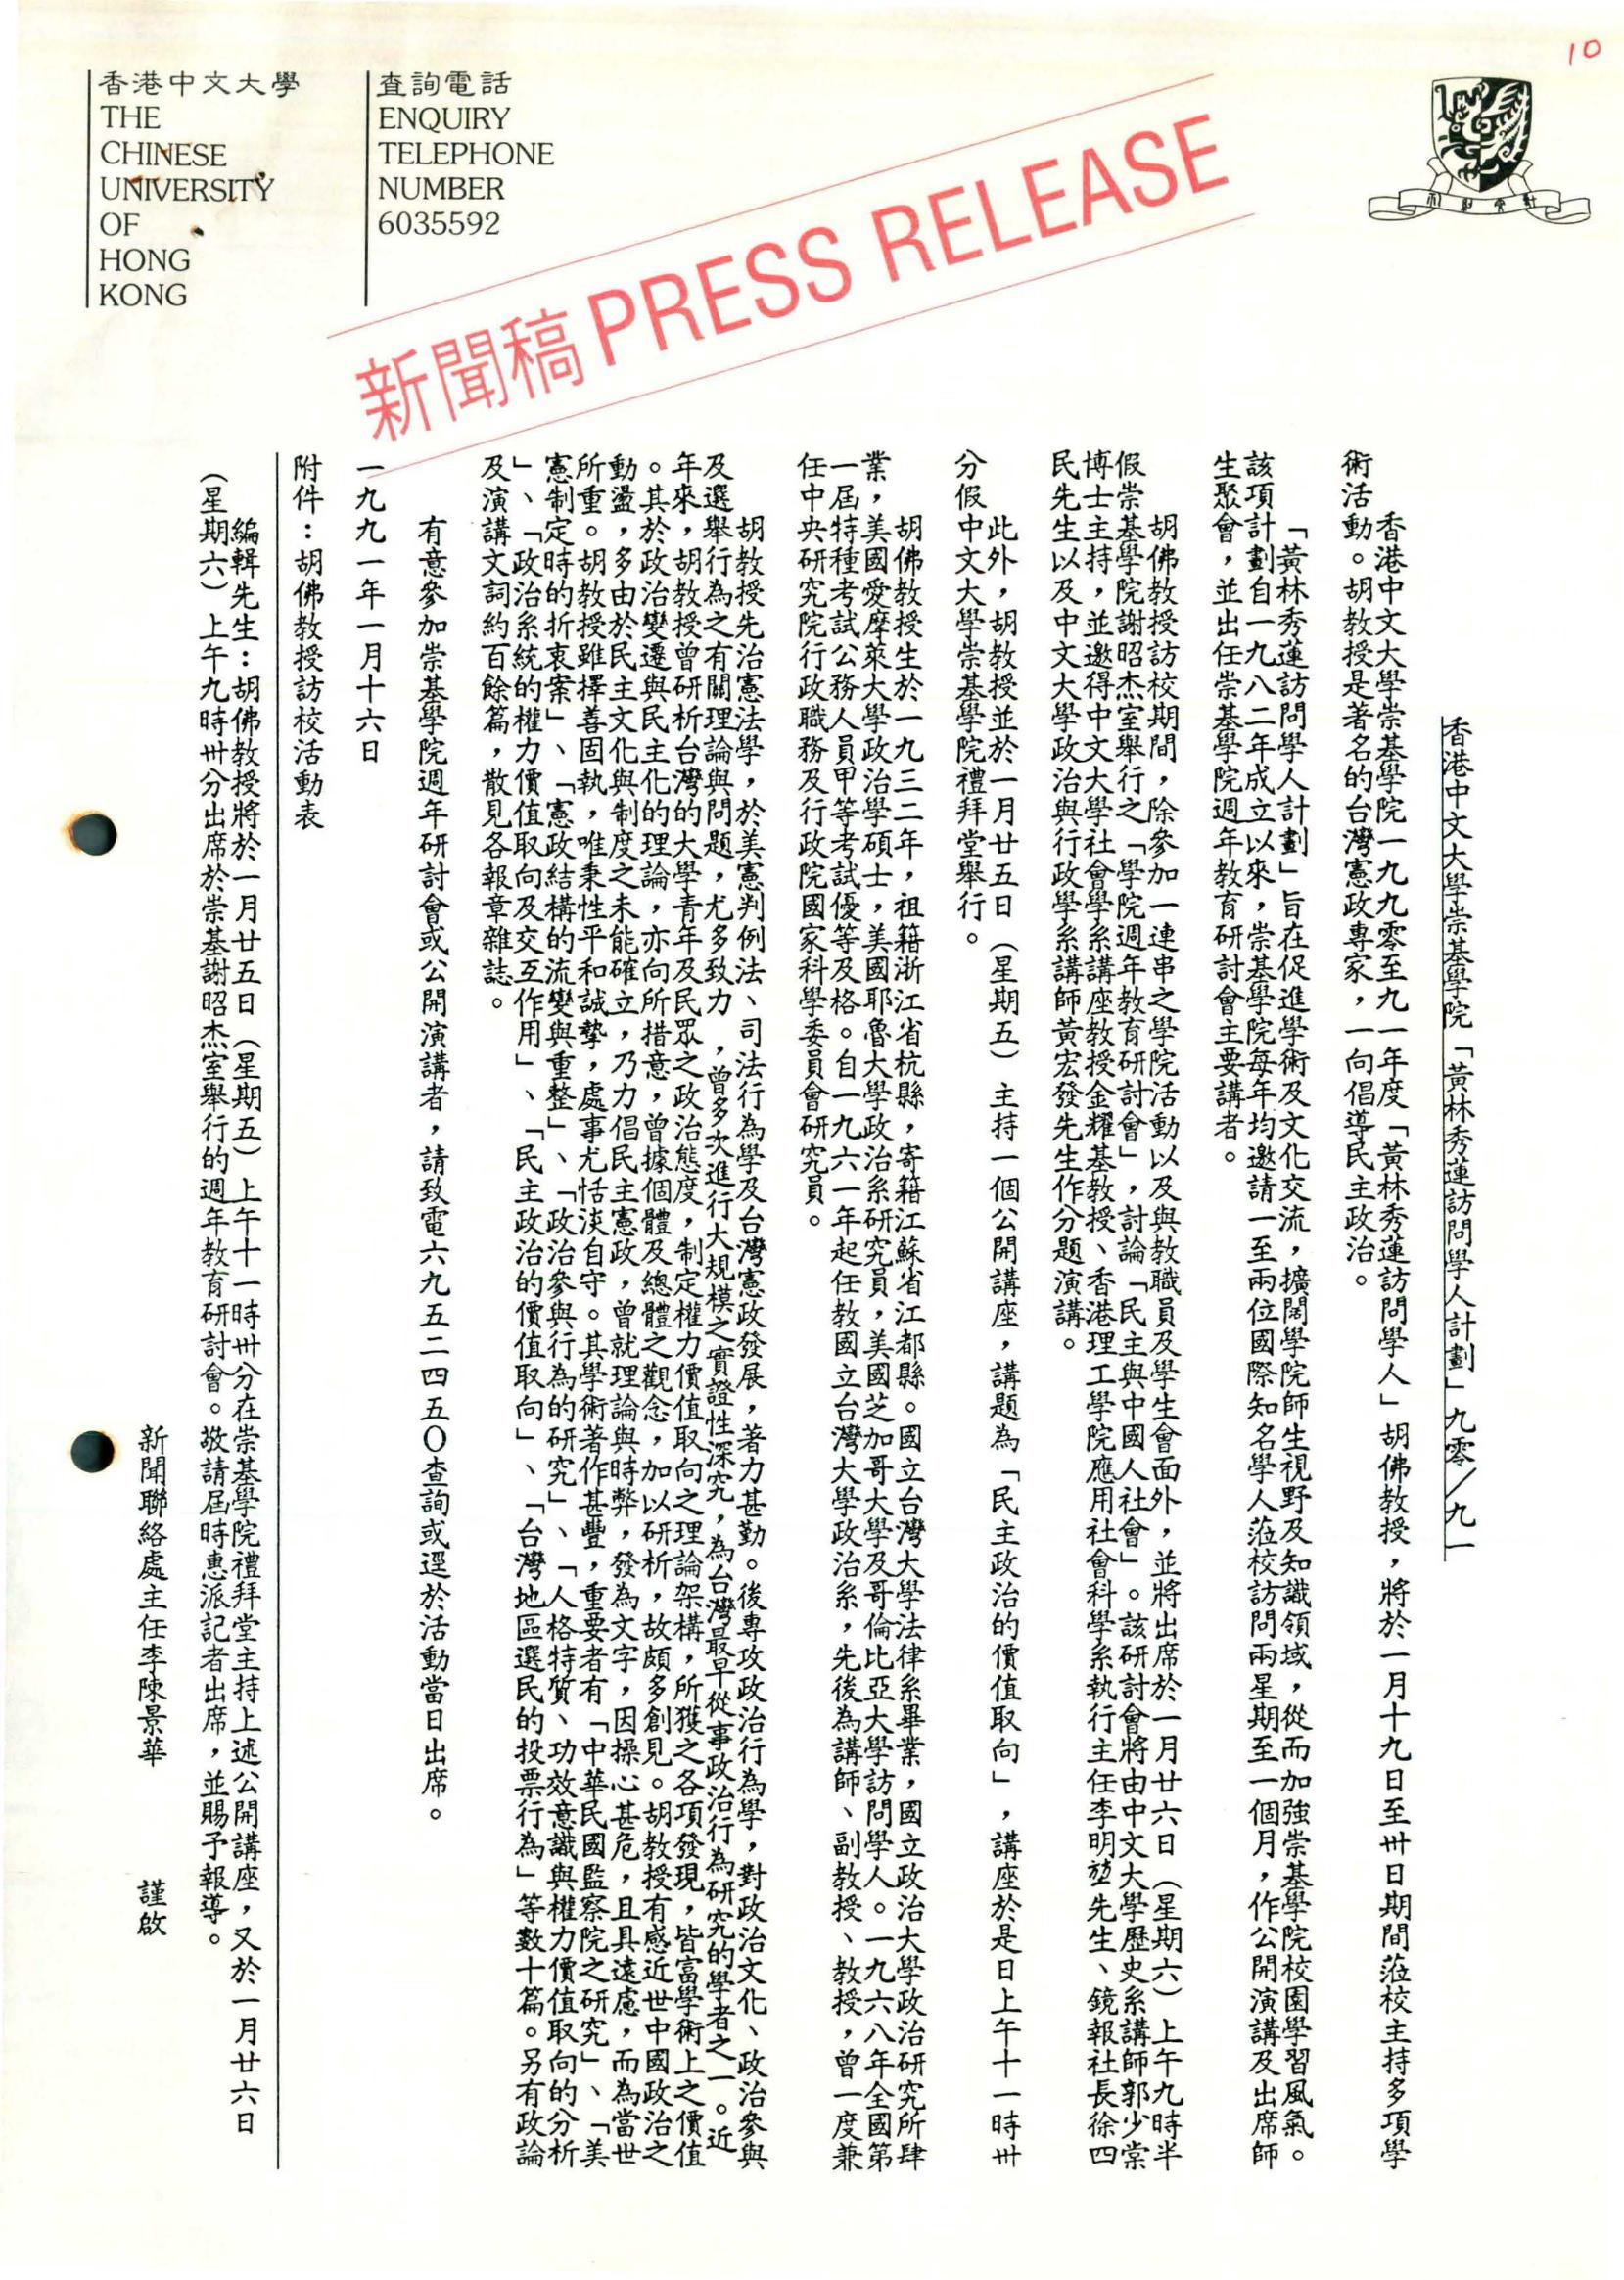 10
香港中文大學
THE
CHINESE
UNIVERSITY
OF
HONG
KONG
查詢電話
ENQUIRY
TELEPHONE
NUMBER
6035592
新聞稿 PRESS RELEASE
香港中文大學崇基學院「黃林秀蓮訪問學人計劃」九零/九一
香港中文大學崇基學院一九九零至九一年度「黃林秀蓮訪問學人」胡佛教授，將於一月十九日至卅日期間蒞校主持多項學
術活動。胡教授是著名的台灣憲政專家，一向倡導民主政治。
「黃林秀蓮訪問學人計劃」旨在促進學術及文化交流，擴闊學院師生視野及知識領域，從而加強崇基學院校園學習風氣。
該項計劃自一九八二年成立以來，崇基學院每年均邀請一至兩位國際知名學人蒞校訪問兩星期至一個月，作公開演講及出席師
生聚會，並出任崇基學院週年教育研討會主要講者。
胡佛教授訪校期間，除參加一連串之學院活動以及與教職員及學生會面外，並將出席於一月廿六日（星期六）上午九時半
假崇基學院謝昭杰室舉行之「學院週年教育研討會」，討論「民主與中國人社會」。該研討會將由中文大學歷史系講師郭少棠
博士主持，並邀得中文大學社會學系講座教授金耀基教授、香港理工學院應用社會科學系執行主任李明堃先生、鏡報社長徐四
民先生以及中文大學政治與行政學系講師黃宏發先生作分題演講。
此外，胡教授並於一月廿五日（星期五）主持一個公開講座，講題為「民主政治的價值取向」，講座於是日上午十一時卅
分假中文大學崇基學院禮拜堂舉行。
胡佛教授生於一九三二年，祖籍浙江省杭縣，寄籍江蘇省江都縣。國立台灣大學法律系畢業，國立政治大學政治研究所肄
業，美國愛摩萊大學政治學碩士，美國耶魯大學政治系研究員，美國芝加哥大學及哥倫比亞大學訪問學人。一九六八年全國第
一屆特種考試公務人員甲等考試優等及格。自一九六一年起任教國立台灣大學政治系，先後為講師、副教授、教授，曾一度兼
任中央研究院行政職務及行政院國家科學委員會研究員。
胡教授先治憲法學，於美憲判例法、司法行為學及台灣憲政發展，著力甚勤。後專攻政治行為學，對政治文化、政治參與
及選舉行為之有關理論與問題，尤多致力，曾多次進行大規模之實證性深究，為台灣最早從事政治行為研究的學者之一。近
年來，胡教授曾研析台灣的大學青年及民眾之政治態度，制定權力價值取向之理論架構，所獲之各項發現，皆富學術上之價值
。其於政治變遷與民主化的理論，亦向所措意，曾據個體及總體之觀念，加以研析，故頗多創見。胡教授有感近世中國政治之
動盪，多由於民主文化與制度之未能確立，乃力倡民主憲政，曾就理論與時弊，發為文字，因操心甚危，且具遠慮，而為當世
所重。胡教授雖擇善固執，唯秉性平和誠摯，處事尤恬淡自守。其學術著作甚豐，重要者有「中華民國監察院之研究」、「美
憲制定時的折衷案」、「憲政結構的流變與重整」、「政治參與行為的研究」、「人格特質、功效意識與權力價值取向的分析
」、「政治系統的權力價值取向及交互作用」、「民主政治的價值取向」、「台灣地區選民的投票行為」等數十篇。另有政論
及演講文詞約百餘篇，散見各報章雜誌。
有意參加崇基學院週年研討會或公開演講者，請致電六九五二四五〇查詢或逕於活動當日出席。
一九九一年一月十六日
附件：胡佛教授訪校活動表
編輯先生：胡佛教授將於一月廿五日（星期五）上午十一時卅分在崇基學院禮拜堂主持上述公開講座，又於一月廿六日
（星期六）上午九時卅分出席於崇基謝昭杰室舉行的週年教育研討會。敬請屆時惠派記者出席，並賜予報導。
新聞聯絡處主任李陳景華 謹啟